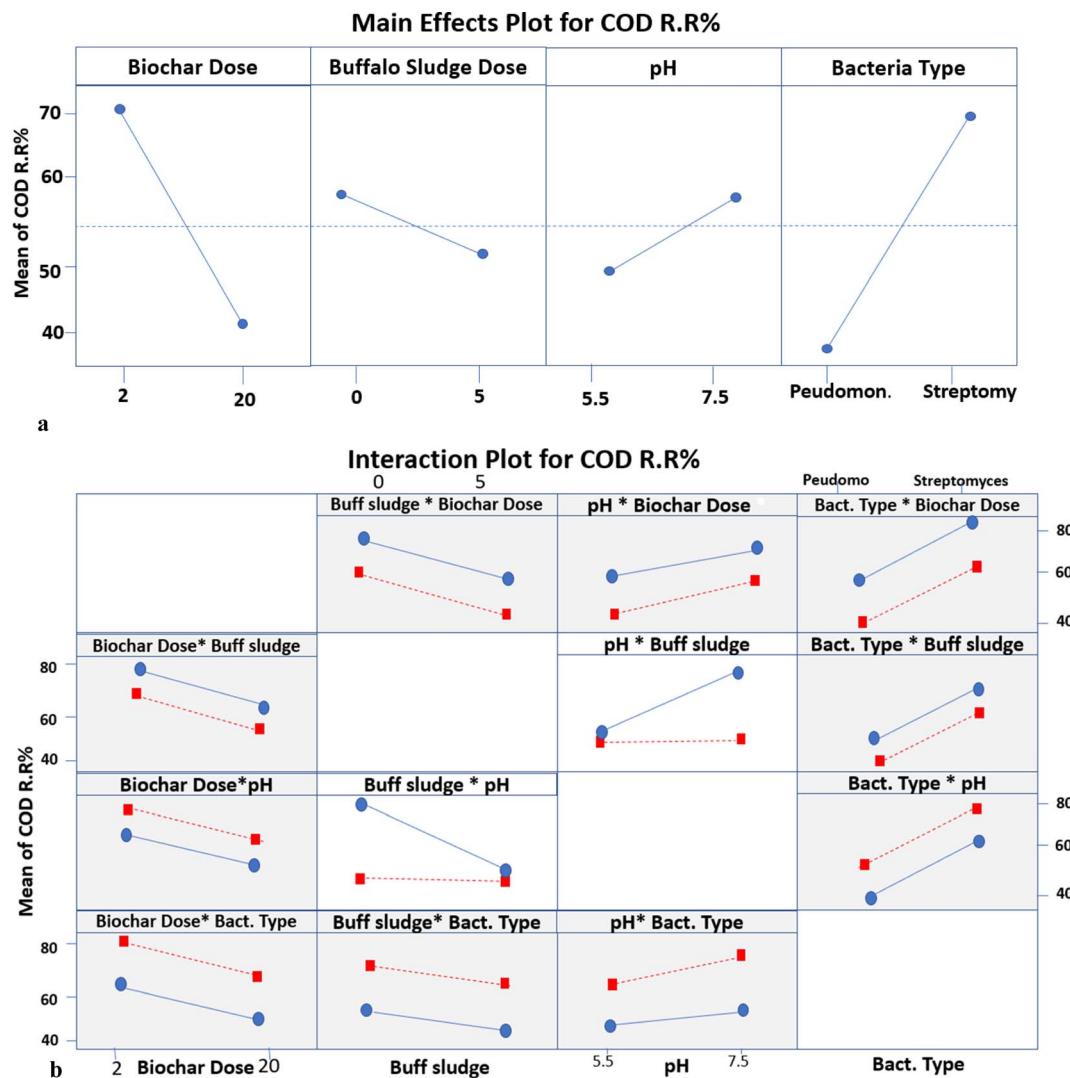 Main Effects Plot for COD R.R%
Biochar Dose Buffalo Sludge Dose pH Bacteria Type
Mean of COD R.R%
70
60
50
40
2 20 0 5 5.5 7.5 Peudomon. Streptomy
a
Interaction Plot for COD R.R%
0 5 Peudomo Streptomyces
Buff sludge * Biochar Dose pH * Biochar Dose Bact. Type * Biochar Dose
80
60
40
Biochar Dose* Buff sludge pH * Buff sludge Bact. Type * Buff sludge
80
60
40
Mean of COD R.R%
Biochar Dose*pH Buff sludge * pH Bact. Type * pH
80
60
40
Biochar Dose* Bact. Type Buff sludge* Bact. Type pH* Bact. Type
80
60
40
2 20 5.5 7.5
b Biochar Dose Buff sludge pH Bact. Type